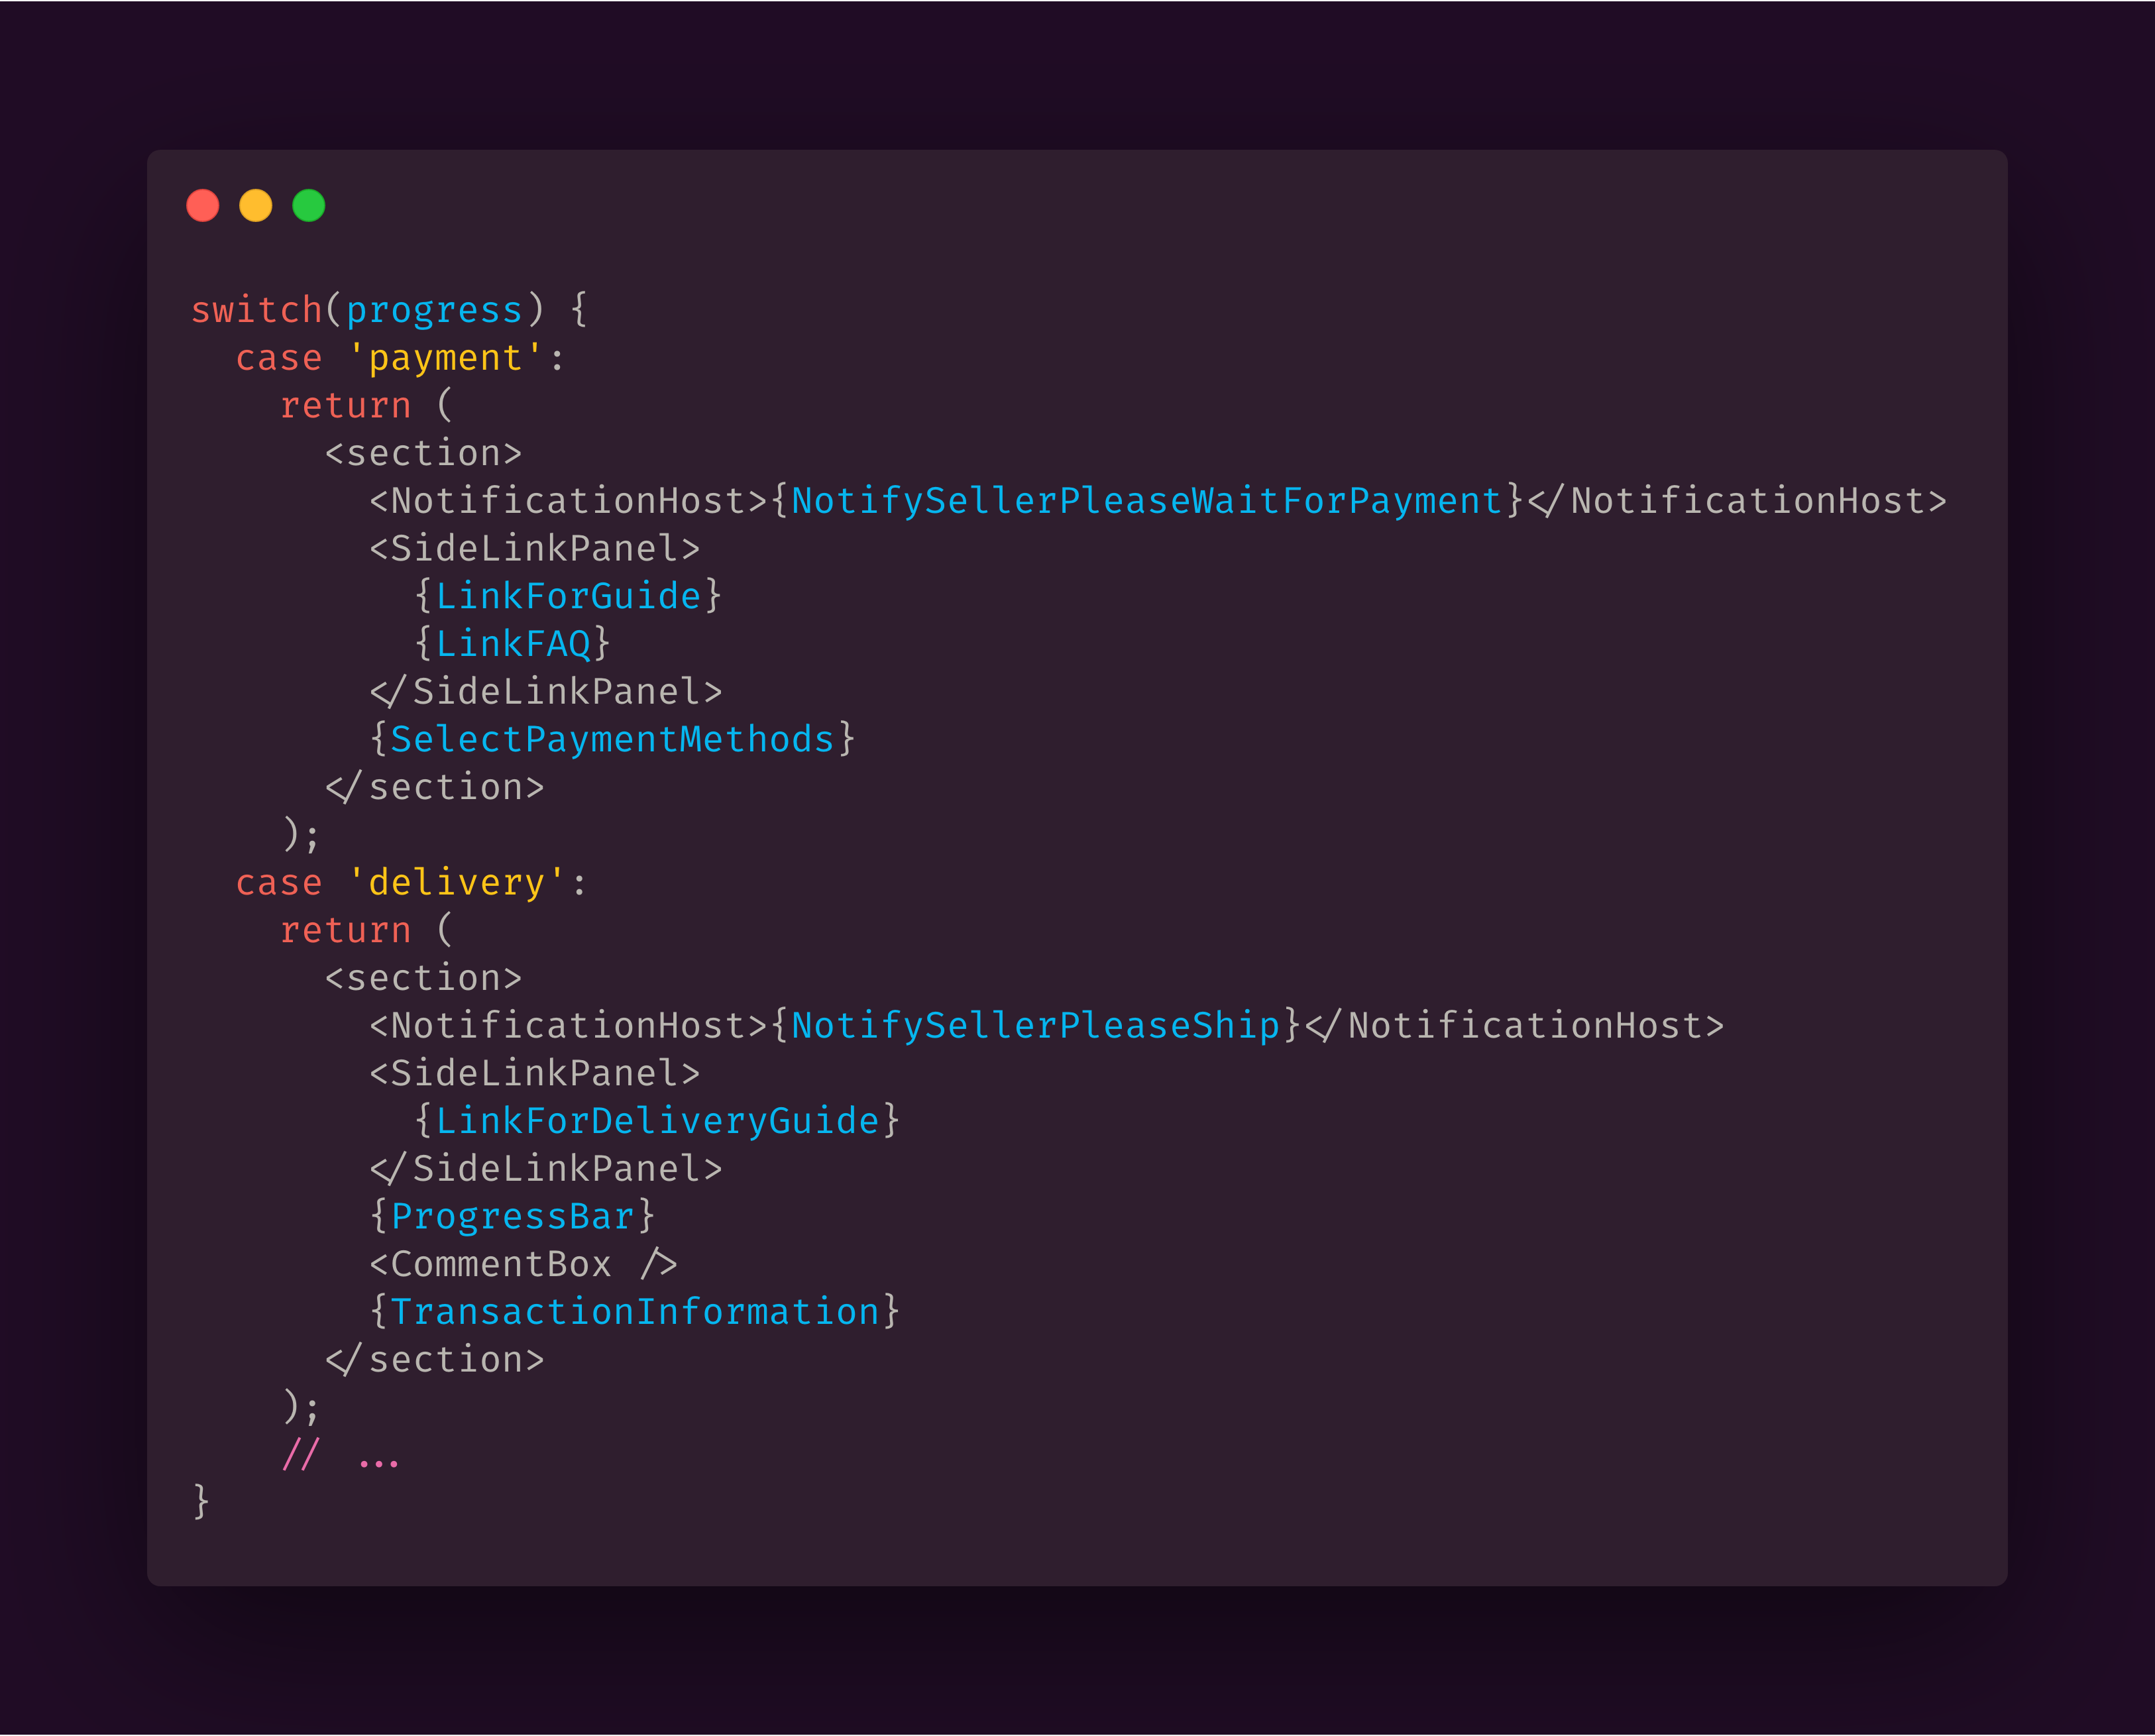 switch(progress) {
  case 'payment':
    return (
      <section>
        <NotificationHost>{NotifySellerPleaseWaitForPayment}</NotificationHost>
        <SideLinkPanel>
          {LinkForGuide}
          {LinkFAQ}
        </SideLinkPanel>
        {SelectPaymentMethods}
      </section>
    );
  case 'delivery':
    return (
      <section>
        <NotificationHost>{NotifySellerPleaseShip}</NotificationHost>
        <SideLinkPanel>
          {LinkForDeliveryGuide}
        </SideLinkPanel>
        {ProgressBar}
        <CommentBox />
        {TransactionInformation}
      </section>
    );
    // ...
}